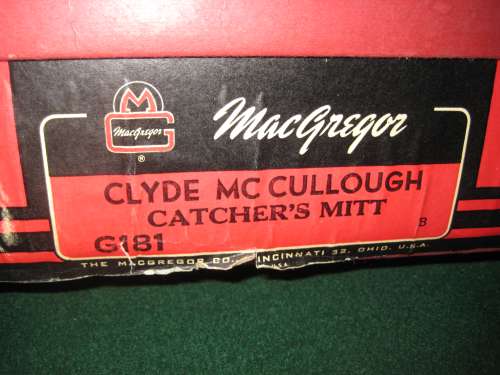 MacGregor
MacGregor
®
CLYDE MC CULLOUGH
CATCHER'S MITT
B
G181
THE MACGREGOR CO., CINCINNATI 32, OHIO, U.S.A.